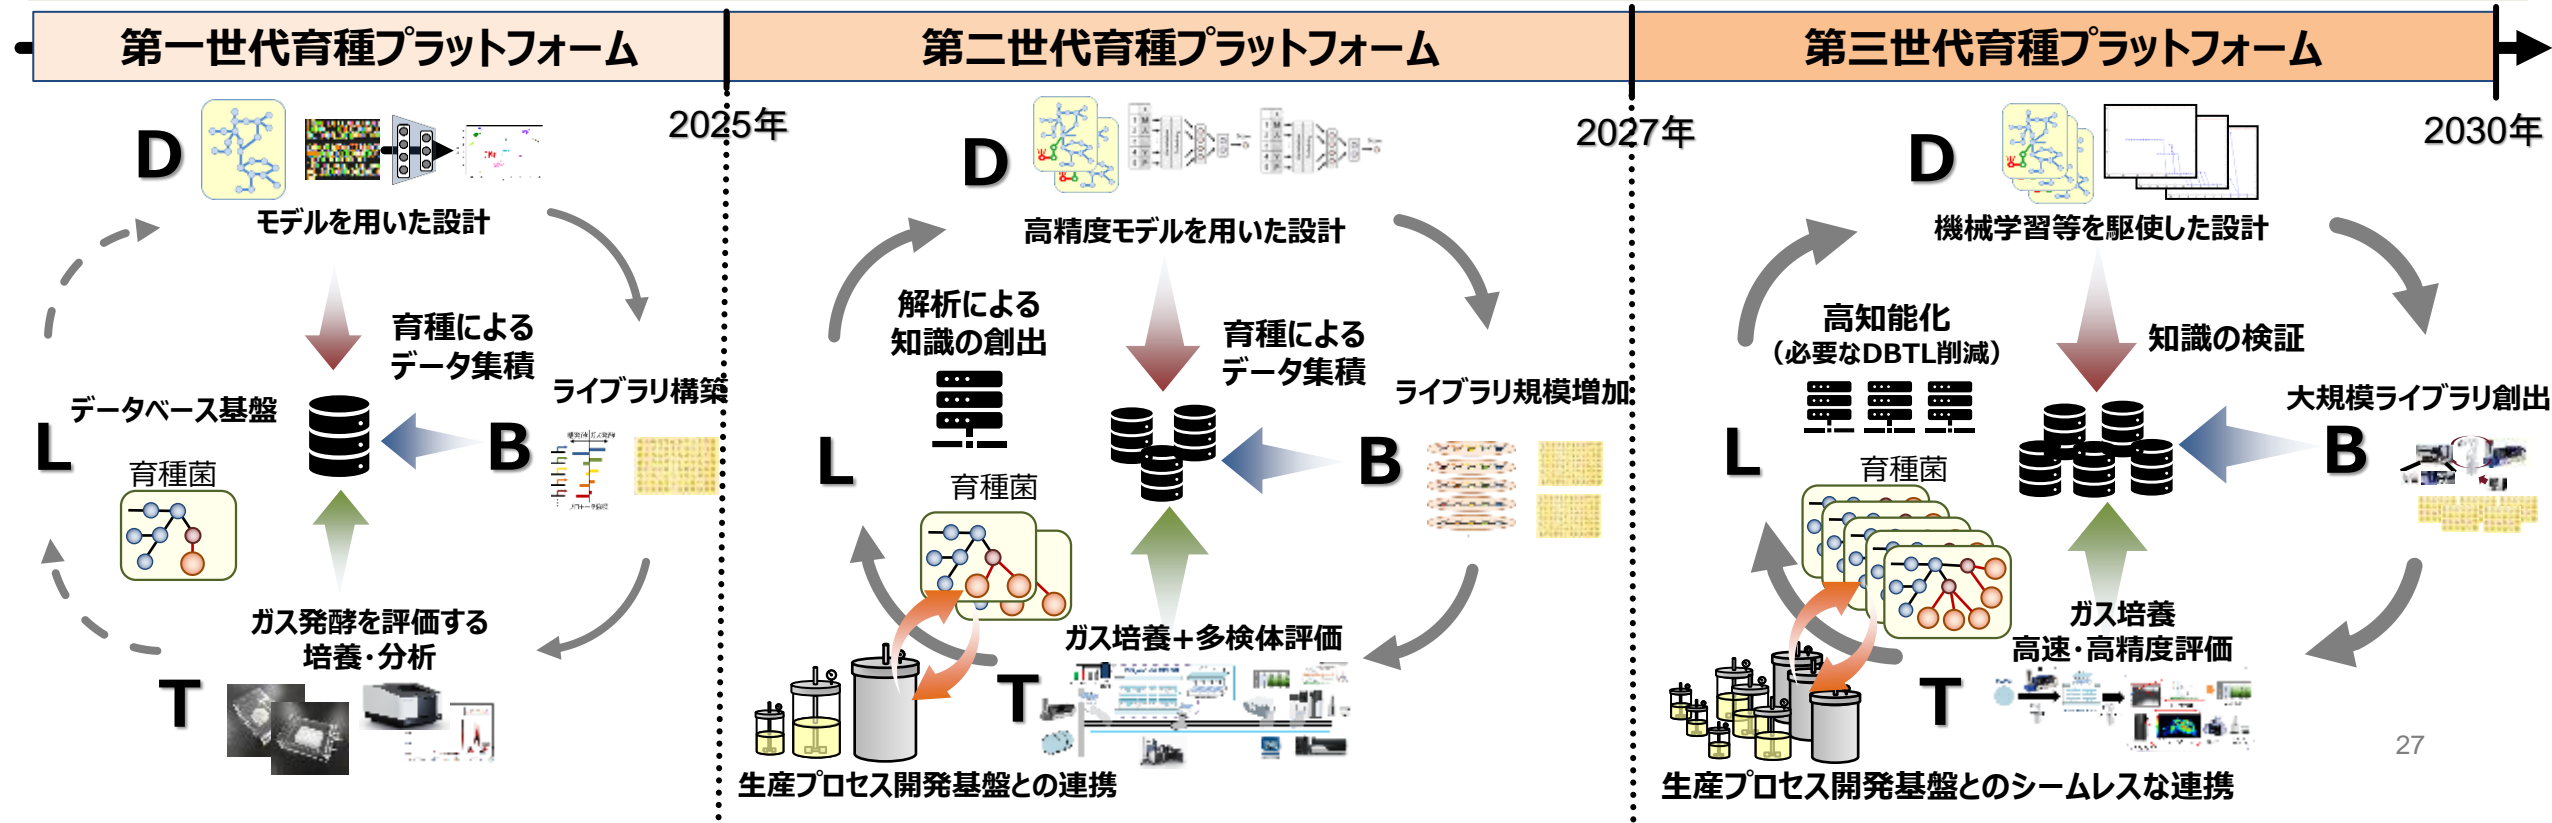 第一世代育種プラットフォーム
第二世代育種プラットフォーム
第三世代育種プラットフォーム
2025年
2027年
2030年
D
モデルを用いた設計
育種による
データ集積
ライブラリ構築
データベース基盤
L
B
育種菌
ガス発酵を評価する
培養・分析
T
D
高精度モデルを用いた設計
解析による
知識の創出
育種による
データ集積
ライブラリ規模増加
L
B
育種菌
ガス培養+多検体評価
T
生産プロセス開発基盤との連携
D
機械学習等を駆使した設計
高知能化
（必要なDBTL削減）
知識の検証
大規模ライブラリ創出
L
B
育種菌
ガス培養
高速・高精度評価
T
生産プロセス開発基盤とのシームレスな連携
27